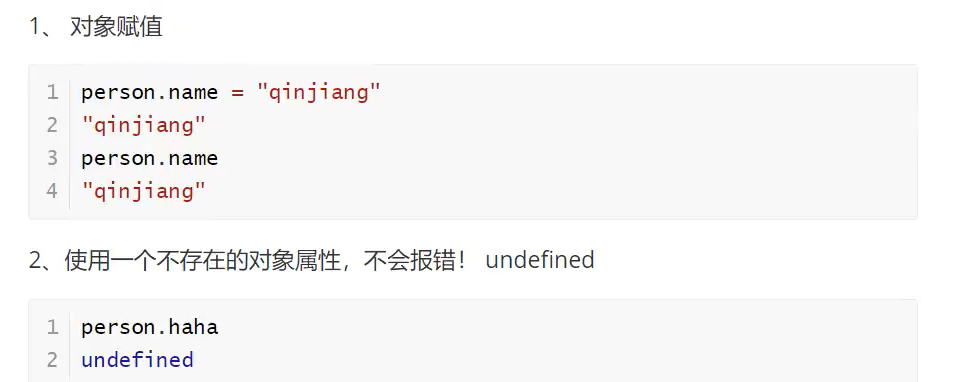 1、 对象赋值
1 person.name = "qinjiang"
2 "qinjiang"
3 person.name
4 "qinjiang"
2、使用一个不存在的对象属性，不会报错！ undefined
1 person.haha
2 undefined